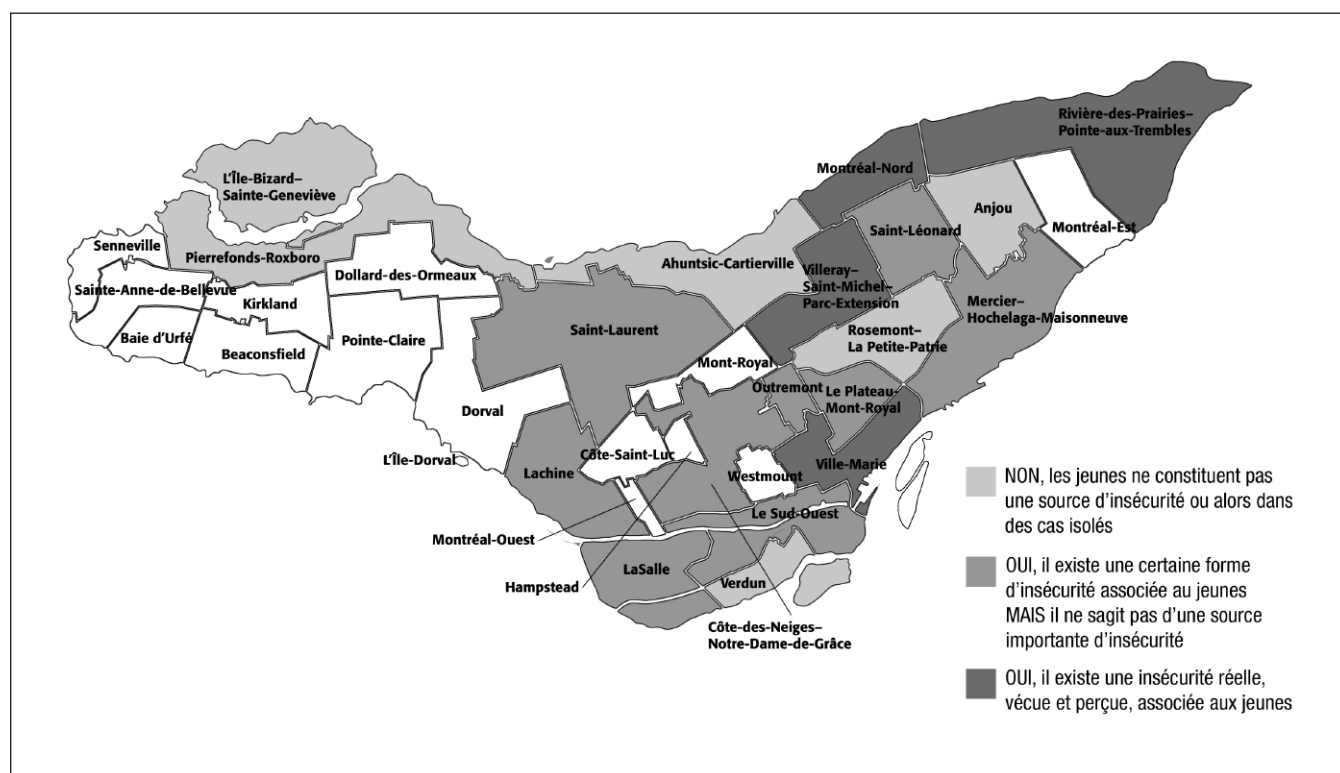 Rivière-des-Prairies–
Pointe-aux-Trembles
Montréal-Nord
L'Île-Bizard–
Sainte-Geneviève
Anjou
Saint-Léonard
Montréal-Est
Senneville
Pierrefonds-Roxboro
Ahuntsic-Cartierville
Dollard-des-Ormeaux
Villeray–
Saint-Michel–
Parc-Extension
Sainte-Anne-de-Bellevue
Kirkland
Mercier–
Hochelaga-Maisonneuve
Saint-Laurent
Rosemont–
La Petite-Patrie
Baie d'Urfé
Beaconsfield
Pointe-Claire
Mont-Royal
Outremont
Le Plateau-
Mont-Royal
Dorval
L'Île-Dorval
Côte-Saint-Luc
Lachine
Westmount
Ville-Marie
Le Sud-Ouest
Montréal-Ouest
LaSalle
Hampstead
Verdun
Côte-des-Neiges–
Notre-Dame-de-Grâce
NON, les jeunes ne constituent pas
une source d'insécurité ou alors dans
des cas isolés
OUI, il existe une certaine forme
d'insécurité associée au jeunes
MAIS il ne sagit pas d'une source
importante d'insécurité
OUI, il existe une insécurité réelle,
vécue et perçue, associée aux jeunes